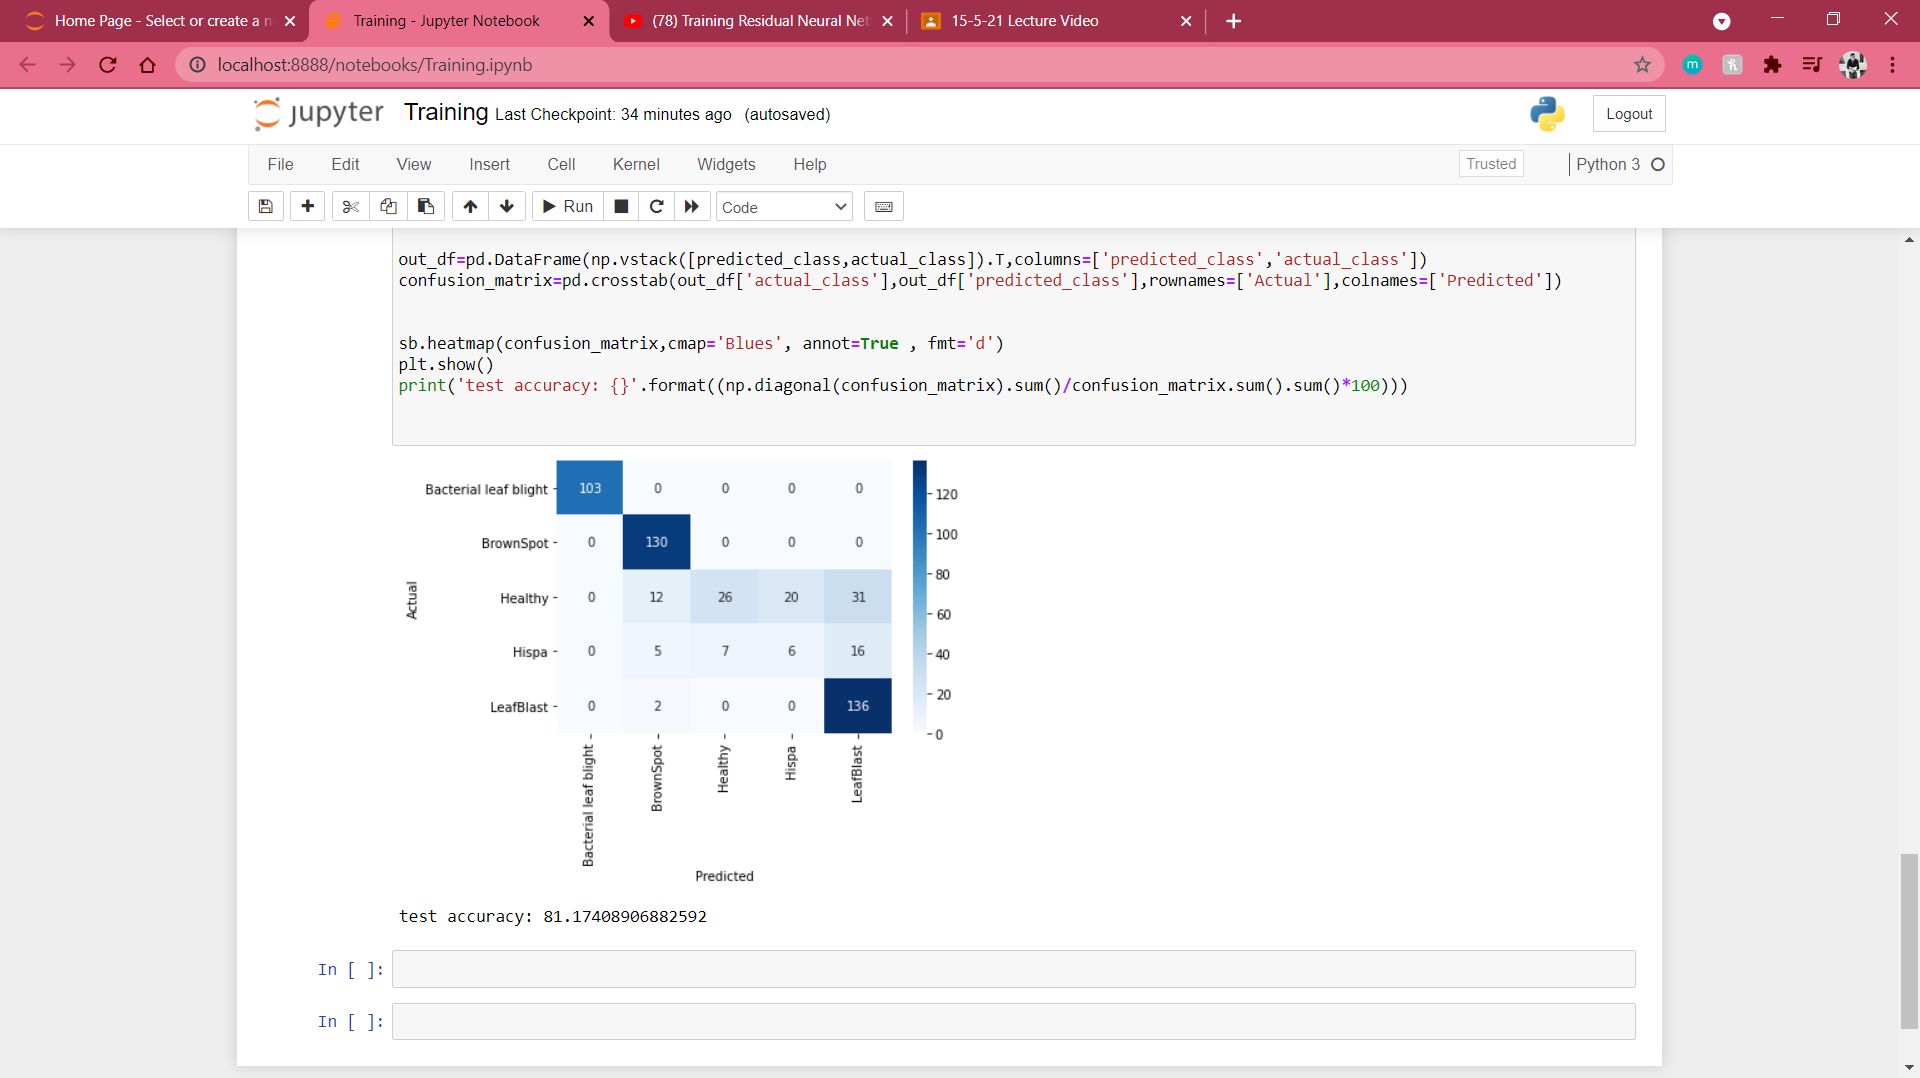 Home Page - Select or create a n
Training - Jupyter Notebook
(78) Training Residual Neural Net
15-5-21 Lecture Video
localhost:8888/notebooks/Training.ipynb
m
h
jupyter
Training Last Checkpoint: 34 minutes ago (autosaved)
Logout
File Edit View Insert Cell Kernel Widgets Help
Trusted
Python 3
Run
Code
out_df=pd.DataFrame(np.vstack([predicted_class,actual_class]).T,columns=['predicted_class','actual_class'])
confusion_matrix=pd.crosstab(out_df['actual_class'],out_df['predicted_class'],rownames=['Actual'],colnames=['Predicted'])
sb.heatmap(confusion_matrix,cmap='Blues', annot=True , fmt='d')
plt.show()
print('test accuracy: {}'.format((np.diagonal(confusion_matrix).sum()/confusion_matrix.sum().sum()*100)))
Actual
Bacterial leaf blight 103 0 0 0 0
BrownSpot 0 130 0 0 0
Healthy 0 12 26 20 31
Hispa 0 5 7 6 16
LeafBlast 0 2 0 0 136
Bacterial leaf blight
BrownSpot
Healthy
Hispa
LeafBlast
Predicted
120
100
80
60
40
20
0
test accuracy: 81.17408906882592
In [ ]:
In [ ]: